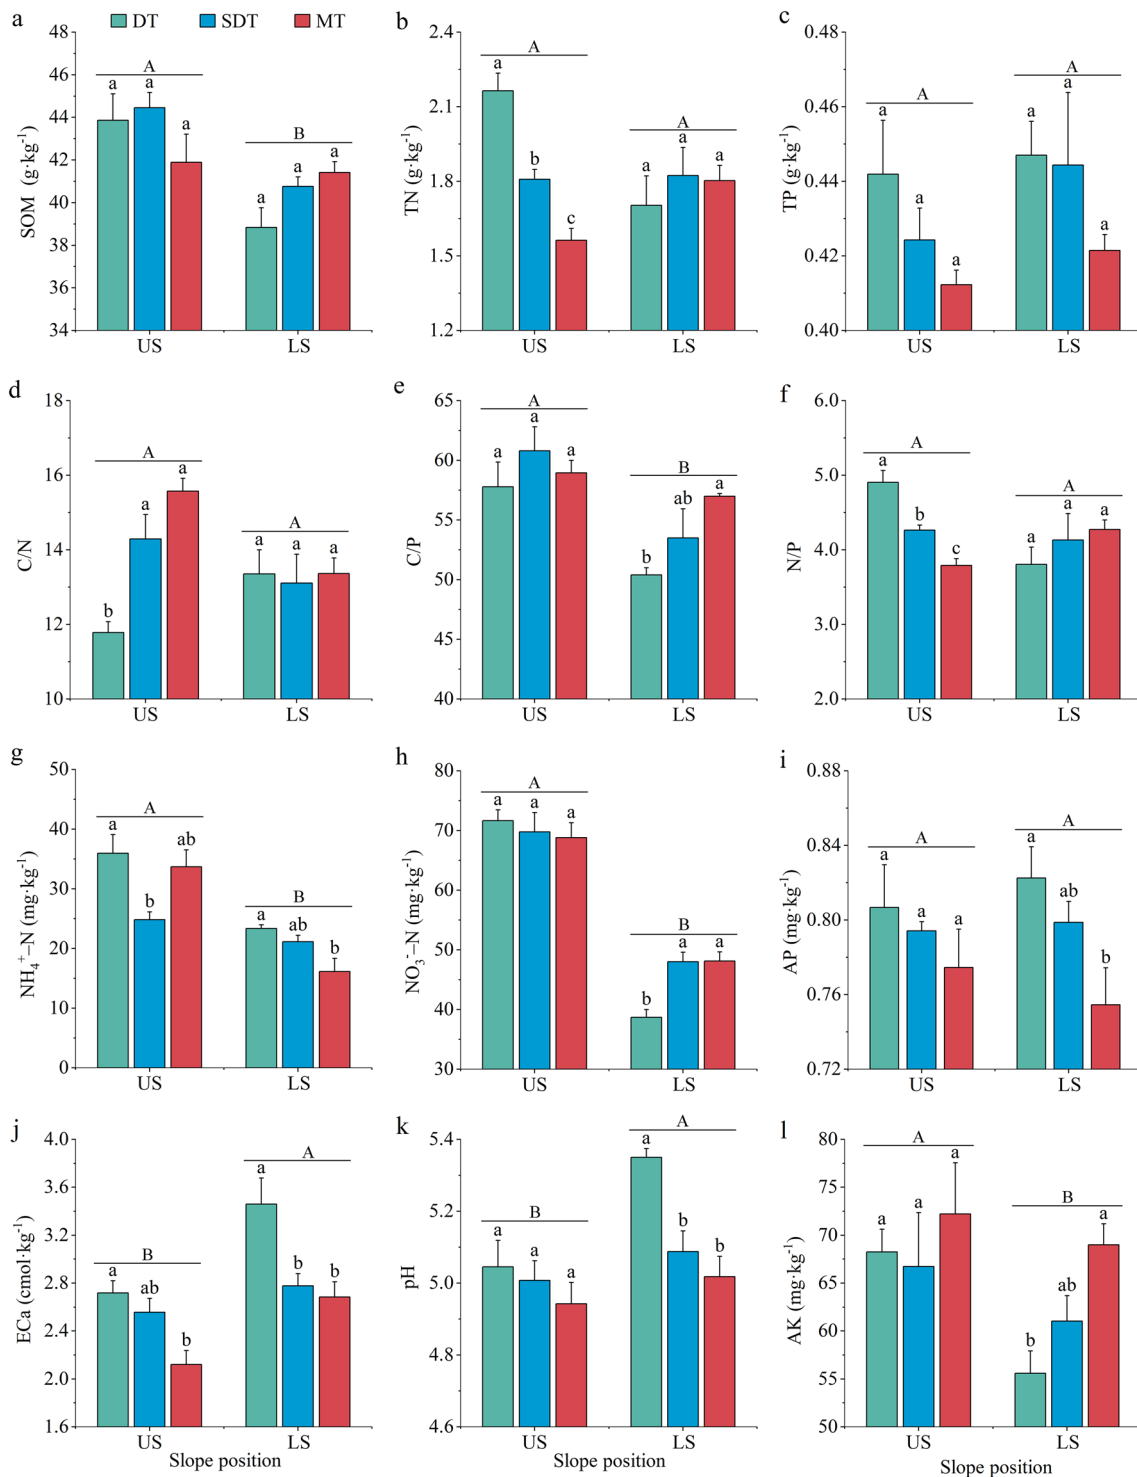 a
DT SDT MT
SOM (g·kg⁻¹)
48
46
44
42
40
38
36
34
A
a a a
B
a a a
US LS
b
TN (g·kg⁻¹)
2.4
2.1
1.8
1.5
1.2
A
a b c
A
a a a
US LS
c
TP (g·kg⁻¹)
0.48
0.46
0.44
0.42
0.40
A
a a a
A
a a a
US LS
d
C/N
18
16
14
12
10
A
b a a
A
a a a
US LS
e
C/P
65
60
55
50
45
40
A
a a a
B
b ab a
US LS
f
N/P
6.0
5.0
4.0
3.0
2.0
A
a b c
A
a a a
US LS
g
NH₄⁺−N (mg·kg⁻¹)
50
40
30
20
10
0
A
a b ab
B
a ab b
US LS
h
NO₃⁻−N (mg·kg⁻¹)
80
70
60
50
40
30
A
a a a
B
b a a
US LS
i
AP (mg·kg⁻¹)
0.88
0.84
0.80
0.76
0.72
A
a a a
A
a ab b
US LS
j
ECa (cmol·kg⁻¹)
4.0
3.6
3.2
2.8
2.4
2.0
1.6
B
a ab b
A
a b b
US LS
Slope position
k
pH
5.4
5.2
5.0
4.8
4.6
B
a a a
A
a b b
US LS
Slope position
l
AK (mg·kg⁻¹)
80
75
70
65
60
55
50
A
a a a
B
b ab a
US LS
Slope position